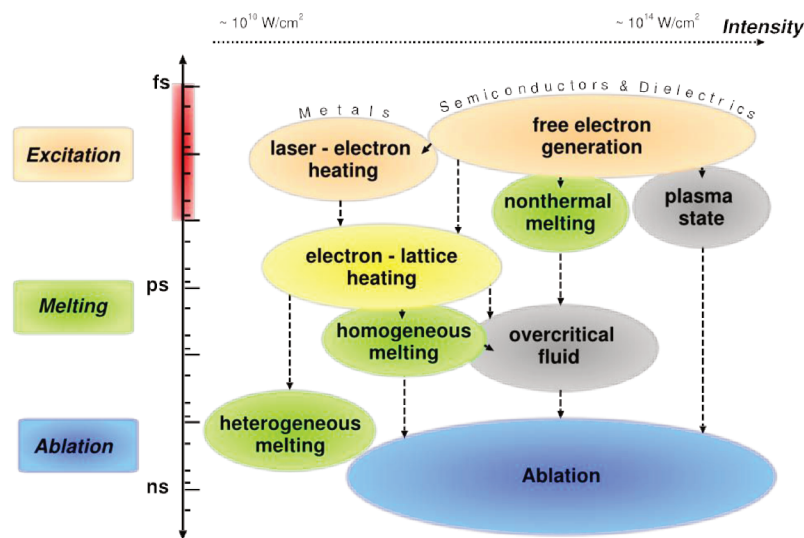 ~ 10¹⁰ W/cm²
~ 10¹⁴ W/cm²
Intensity
fs
Metals
Semiconductors & Dielectrics
Excitation
laser - electron
heating
free electron
generation
nonthermal
melting
plasma
state
electron - lattice
heating
ps
Melting
homogeneous
melting
overcritical
fluid
heterogeneous
melting
Ablation
Ablation
ns